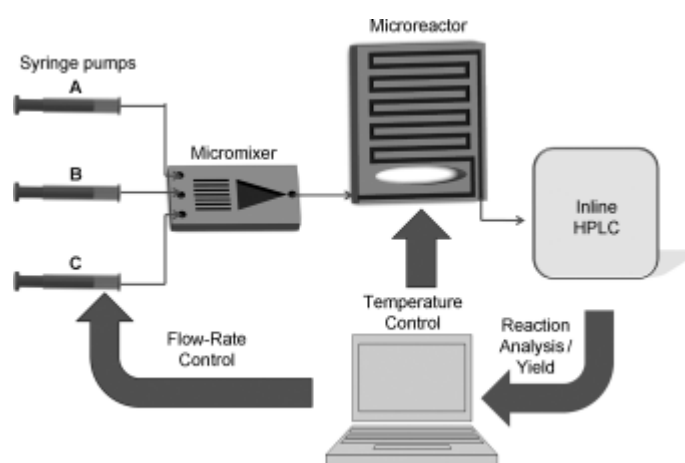 Microreactor
Syringe pumps
A
Micromixer
B
Inline
HPLC
C
Temperature
Control
Flow-Rate
Control
Reaction
Analysis /
Yield